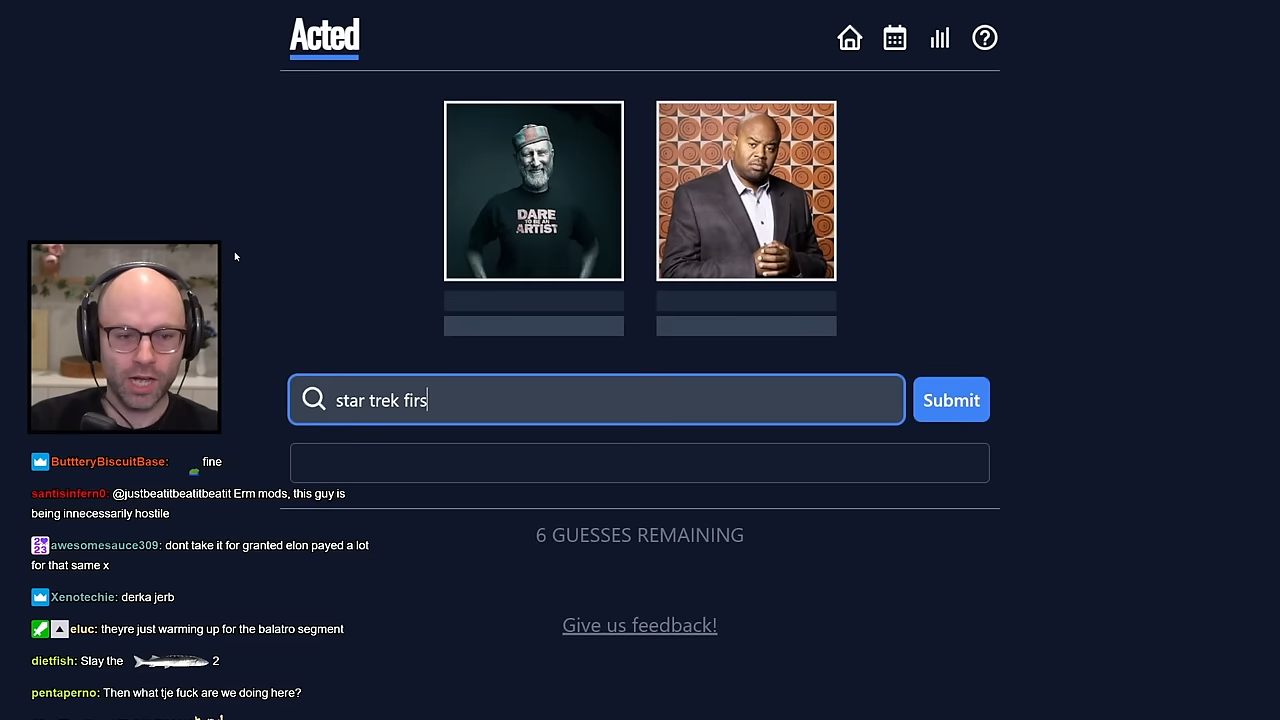 Acted
DARE
TO BE AN
ARTIST
star trek firs
Submit
6 GUESSES REMAINING
Give us feedback!
ButtteryBiscuitBase: fine
santisinfern0: @justbeatitbeatitbeatit Erm mods, this guy is
being innecessarily hostile
awesomesauce309: dont take it for granted elon payed a lot
for that same x
Xenotechie: derka jerb
eluc: theyre just warming up for the balatro segment
dietfish: Slay the 2
pentaperno: Then what tje fuck are we doing here?